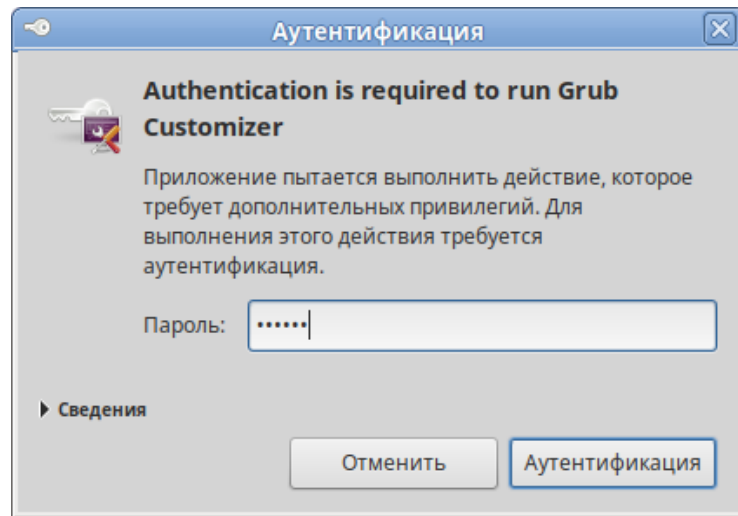 Аутентификация
Authentication is required to run Grub
Customizer
Приложение пытается выполнить действие, которое
требует дополнительных привилегий. Для
выполнения этого действия требуется
аутентификация.
Пароль: ••••••
Сведения
Отменить Аутентификация